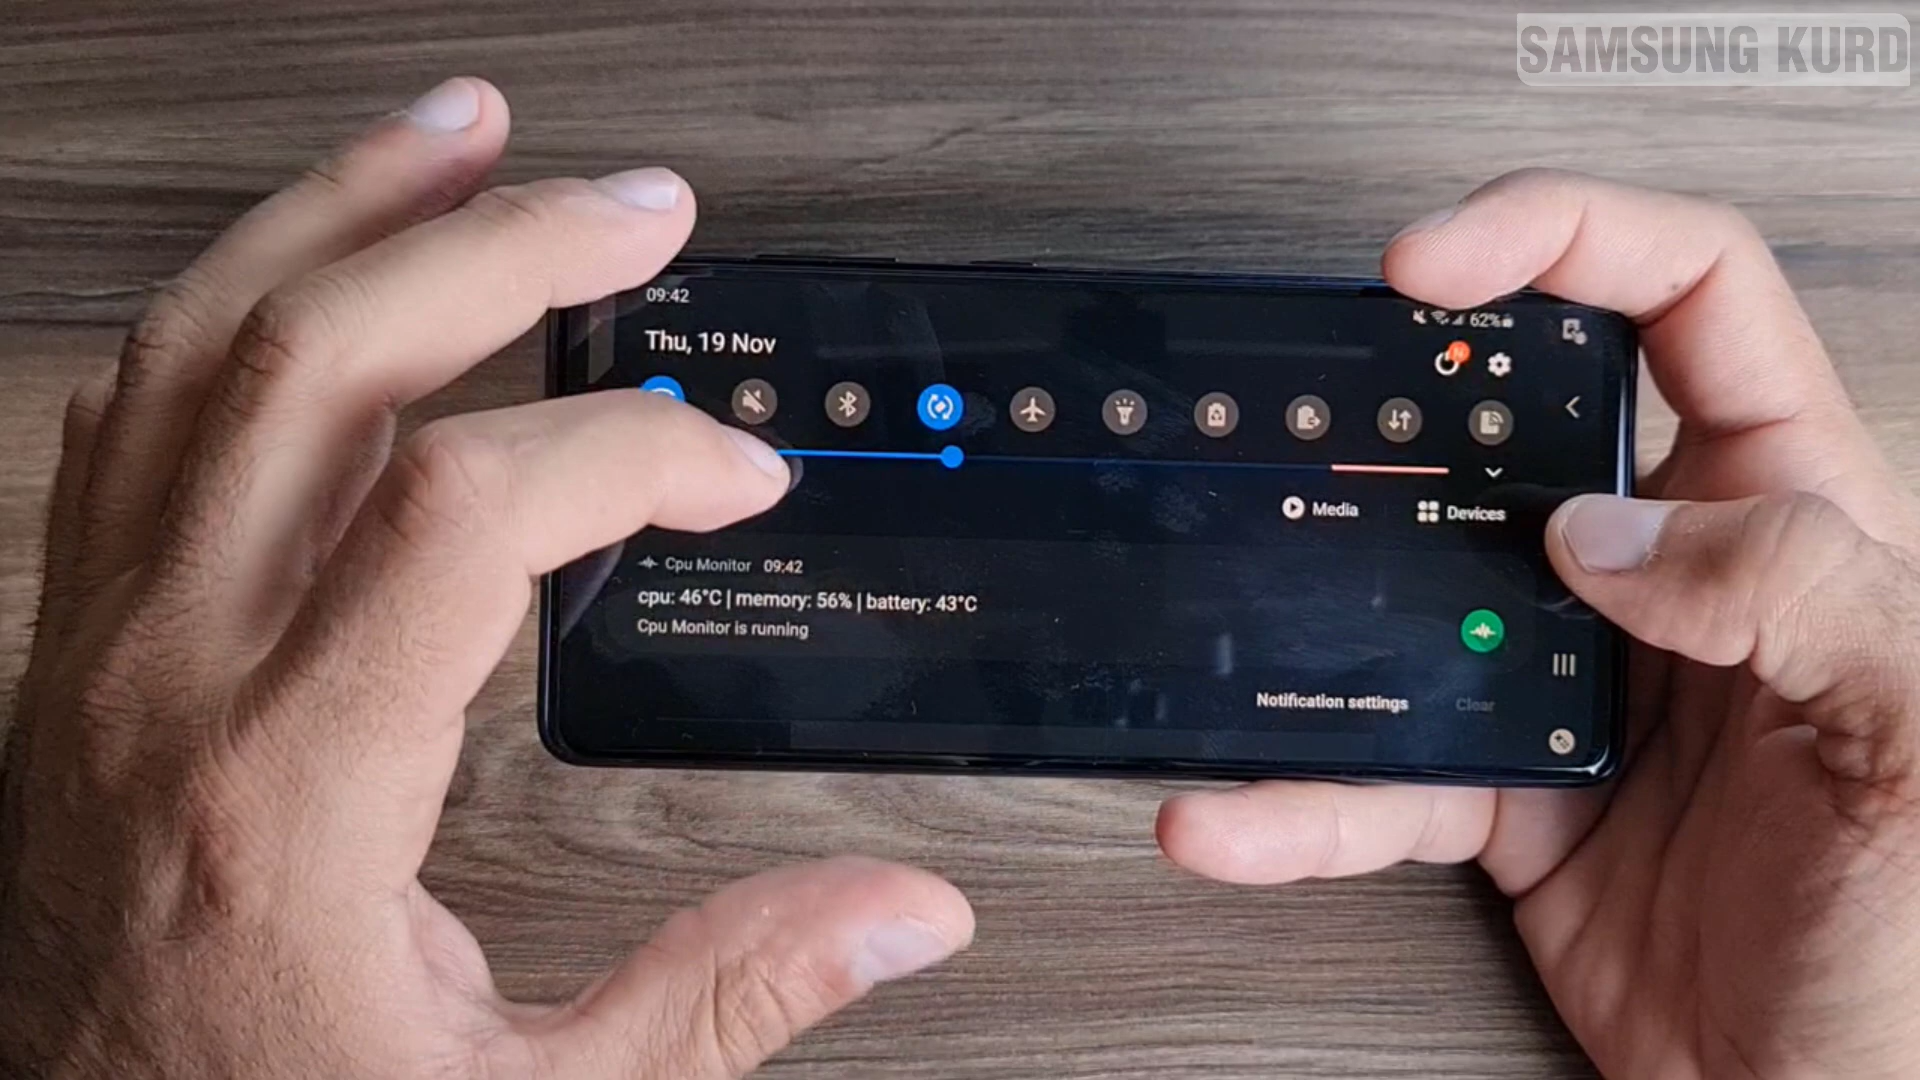 SAMSUNG KURD
09:42
62%
Thu, 19 Nov
N
Media
Devices
Cpu Monitor 09:42
cpu: 46°C | memory: 56% | battery: 43°C
Cpu Monitor is running
Notification settings
Clear